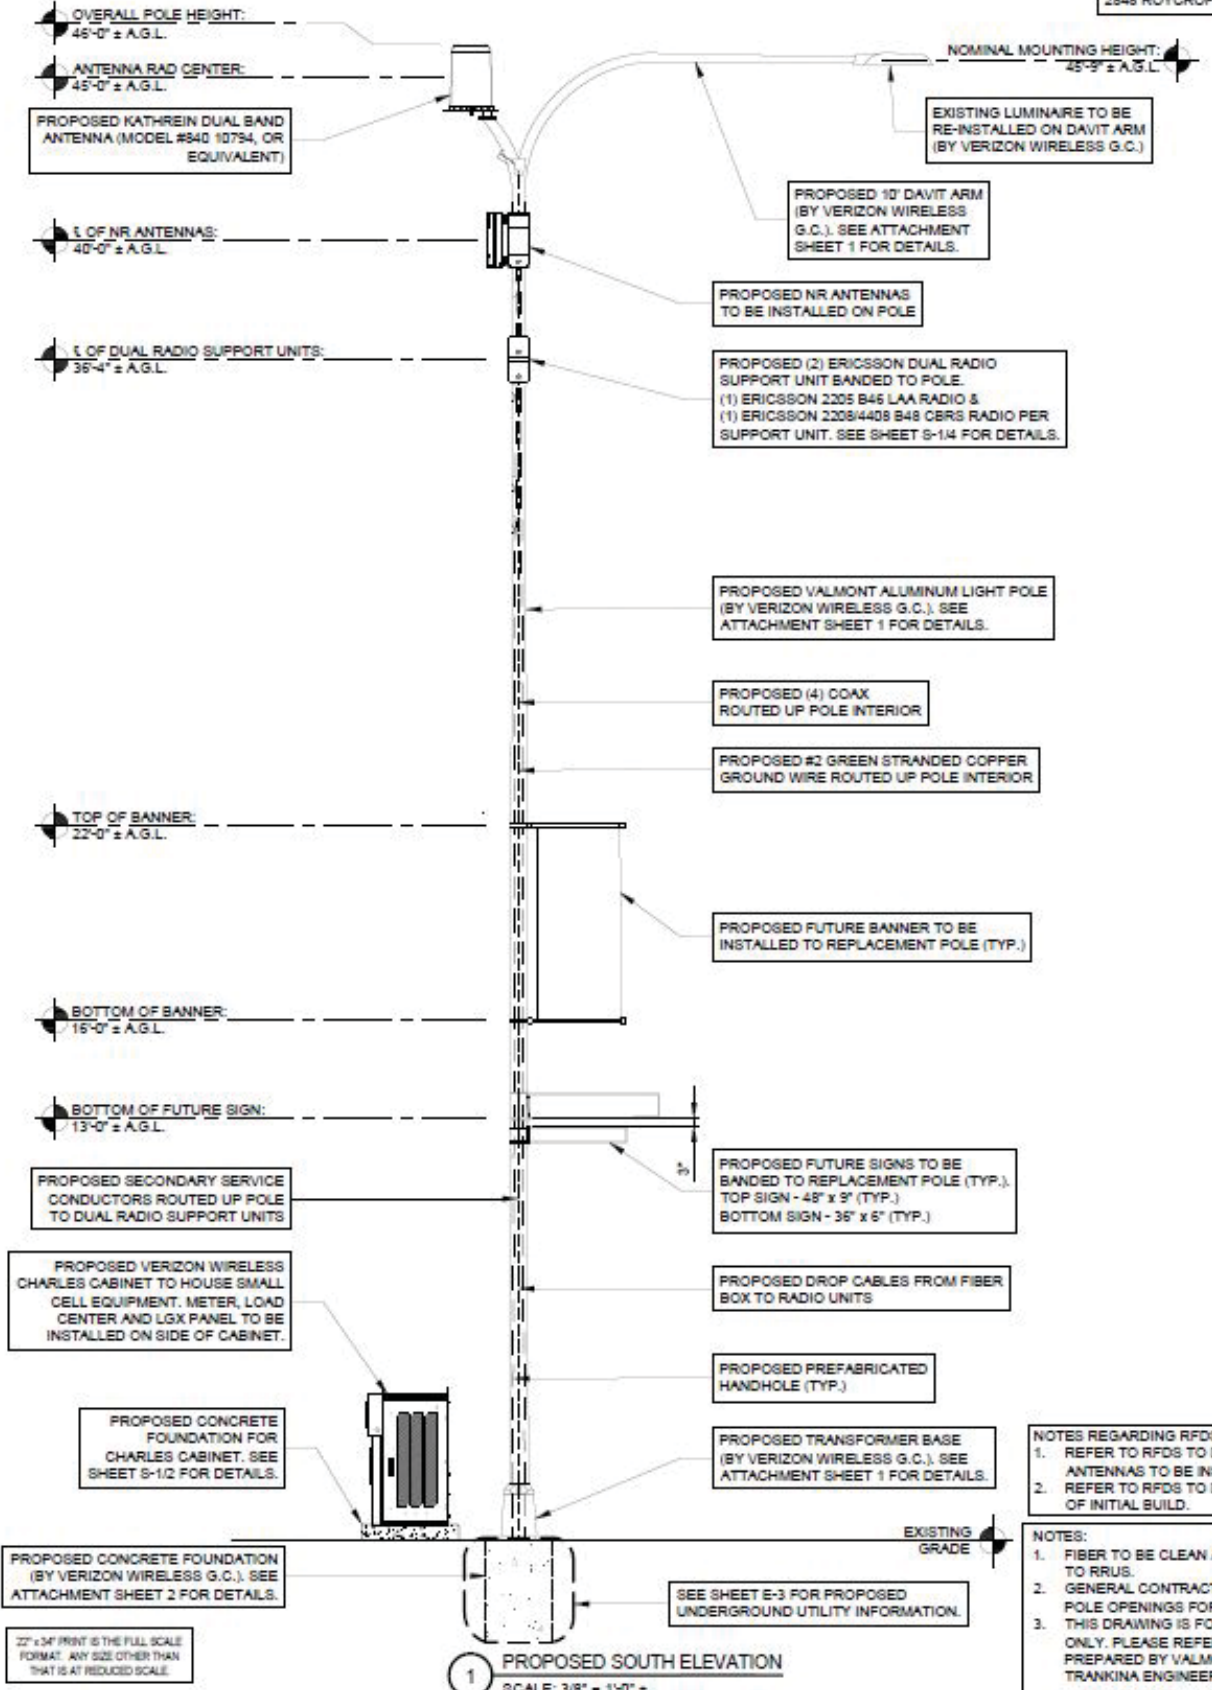 OVERALL POLE HEIGHT:
46'-0" ± A.G.L.
ANTENNA RAD CENTER:
45'-0" ± A.G.L.
PROPOSED KATHREIN DUAL BAND
ANTENNA (MODEL #840 10794, OR
EQUIVALENT)
NOMINAL MOUNTING HEIGHT:
45'-9" ± A.G.L.
EXISTING LUMINAIRE TO BE
RE-INSTALLED ON DAVIT ARM
(BY VERIZON WIRELESS G.C.)
PROPOSED 10' DAVIT ARM
(BY VERIZON WIRELESS
G.C.). SEE ATTACHMENT
SHEET 1 FOR DETAILS.
℄ OF NR ANTENNAS:
40'-0" ± A.G.L.
PROPOSED NR ANTENNAS
TO BE INSTALLED ON POLE
℄ OF DUAL RADIO SUPPORT UNITS:
36'-4" ± A.G.L.
PROPOSED (2) ERICSSON DUAL RADIO
SUPPORT UNIT BANDED TO POLE.
(1) ERICSSON 2205 B46 LAA RADIO &
(1) ERICSSON 2208/4408 B48 CBRS RADIO PER
SUPPORT UNIT. SEE SHEET S-1/4 FOR DETAILS.
PROPOSED VALMONT ALUMINUM LIGHT POLE
(BY VERIZON WIRELESS G.C.). SEE
ATTACHMENT SHEET 1 FOR DETAILS.
PROPOSED (4) COAX
ROUTED UP POLE INTERIOR
PROPOSED #2 GREEN STRANDED COPPER
GROUND WIRE ROUTED UP POLE INTERIOR
TOP OF BANNER:
22'-0" ± A.G.L.
PROPOSED FUTURE BANNER TO BE
INSTALLED TO REPLACEMENT POLE (TYP.)
BOTTOM OF BANNER:
16'-0" ± A.G.L.
BOTTOM OF FUTURE SIGN:
13'-0" ± A.G.L.
3"
PROPOSED FUTURE SIGNS TO BE
BANDED TO REPLACEMENT POLE (TYP.).
TOP SIGN - 48" x 9" (TYP.)
BOTTOM SIGN - 36" x 6" (TYP.)
PROPOSED SECONDARY SERVICE
CONDUCTORS ROUTED UP POLE
TO DUAL RADIO SUPPORT UNITS
PROPOSED VERIZON WIRELESS
CHARLES CABINET TO HOUSE SMALL
CELL EQUIPMENT. METER, LOAD
CENTER AND LGX PANEL TO BE
INSTALLED ON SIDE OF CABINET.
PROPOSED DROP CABLES FROM FIBER
BOX TO RADIO UNITS
PROPOSED PREFABRICATED
HANDHOLE (TYP.)
PROPOSED CONCRETE
FOUNDATION FOR
CHARLES CABINET. SEE
SHEET S-1/2 FOR DETAILS.
PROPOSED TRANSFORMER BASE
(BY VERIZON WIRELESS G.C.). SEE
ATTACHMENT SHEET 1 FOR DETAILS.
NOTES REGARDING RFDS
1. REFER TO RFDS TO
ANTENNAS TO BE
2. REFER TO RFDS TO
OF INITIAL BUILD.
EXISTING
GRADE
PROPOSED CONCRETE FOUNDATION
(BY VERIZON WIRELESS G.C.). SEE
ATTACHMENT SHEET 2 FOR DETAILS.
SEE SHEET E-3 FOR PROPOSED
UNDERGROUND UTILITY INFORMATION.
NOTES:
1. FIBER TO BE CLEAN
TO RRUS.
2. GENERAL
POLE OPENINGS
3. THIS DRAWING IS
ONLY. PLEASE
PREPARED BY
TRANKINA
22" x 34" PRINT IS THE FULL SCALE
FORMAT. ANY SIZE OTHER THAN
THAT IS AT REDUCED SCALE.
1
PROPOSED SOUTH ELEVATION
SCALE: 3/8" = 1'-0" ±